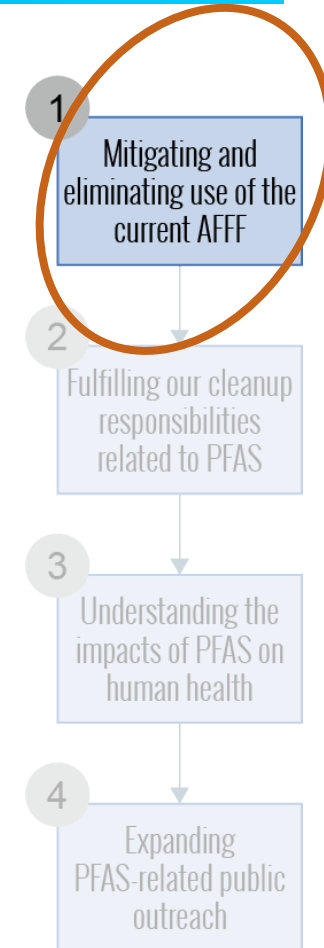 1
Mitigating and
eliminating use of the
current AFFF
2
Fulfilling our cleanup
responsibilities
related to PFAS
3
Understanding the
impacts of PFAS on
human health
4
Expanding
PFAS-related public
outreach